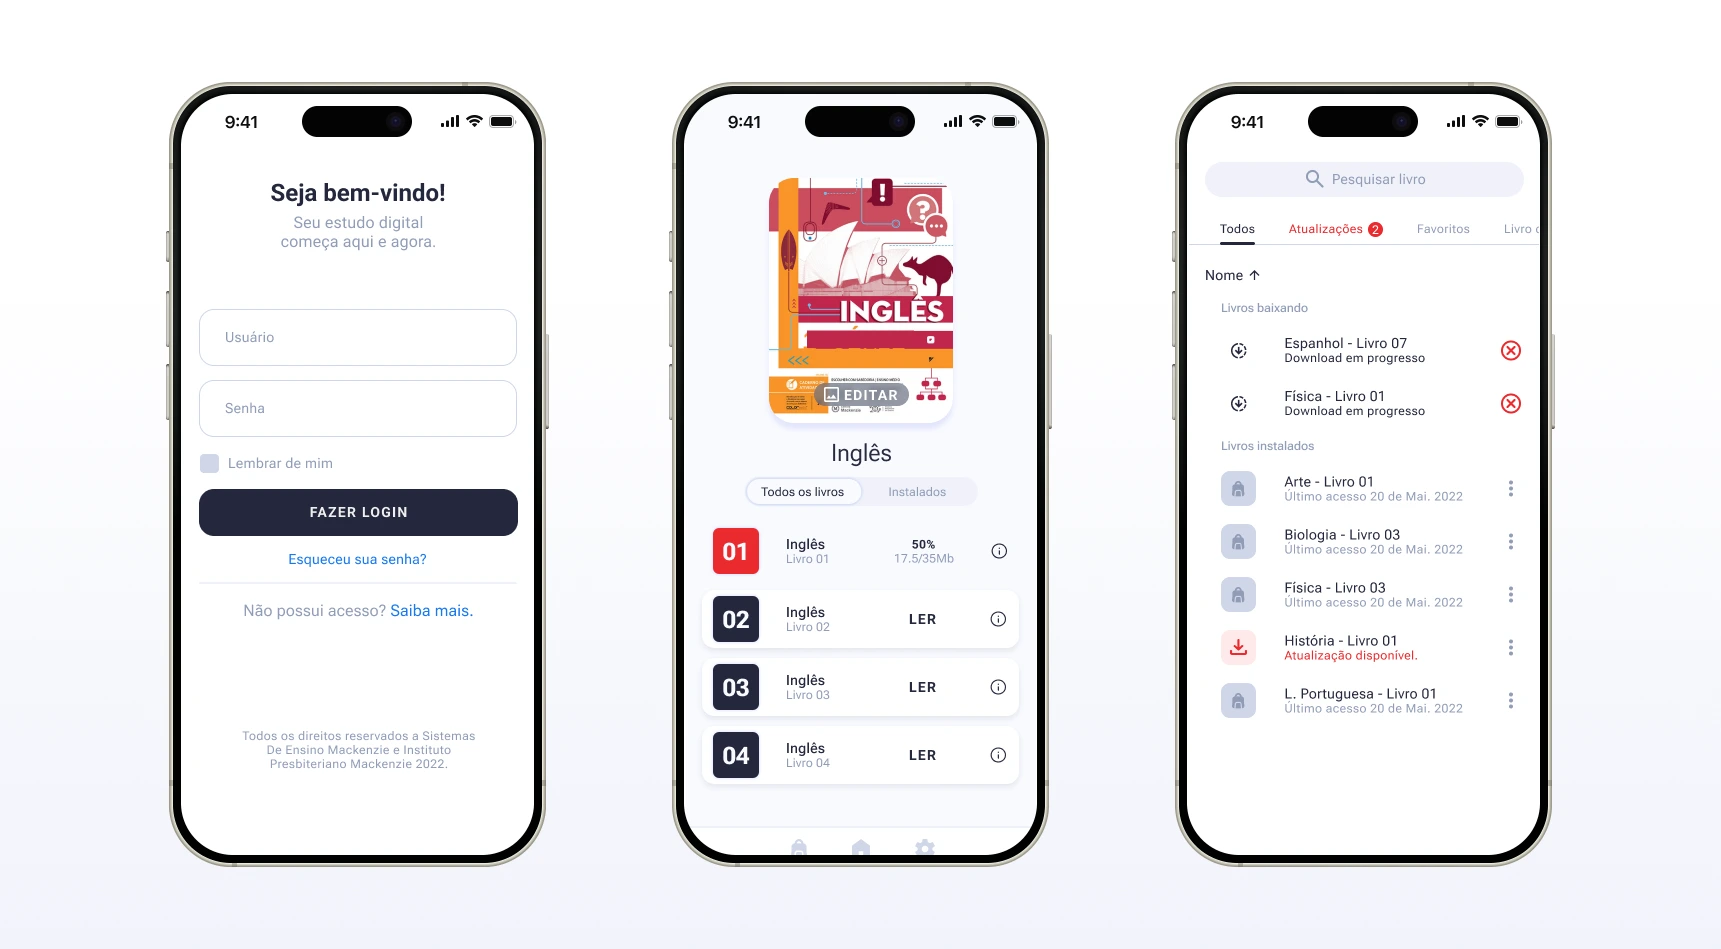 9:41
Seja bem-vindo!
Seu estudo digital
começa aqui e agora.
Usuário
Senha
Lembrar de mim
FAZER LOGIN
Esqueceu sua senha?
Não possui acesso? Saiba mais.
Todos os direitos reservados a Sistemas
De Ensino Mackenzie e Instituto
Presbiteriano Mackenzie 2022.
9:41
INGLÊS
EDITAR
Inglês
Todos os livros Instalados
01 Inglês 50%
Livro 01 17.5/35Mb
02 Inglês LER
Livro 02
03 Inglês LER
Livro 03
04 Inglês LER
Livro 04
9:41
Pesquisar livro
Todos Atualizações 2 Favoritos Livro
Nome ↑
Livros baixando
Espanhol - Livro 07
Download em progresso
Física - Livro 01
Download em progresso
Livros instalados
Arte - Livro 01
Último acesso 20 de Mai. 2022
Biologia - Livro 03
Último acesso 20 de Mai. 2022
Física - Livro 03
Último acesso 20 de Mai. 2022
História - Livro 01
Atualização disponível.
L. Portuguesa - Livro 01
Último acesso 20 de Mai. 2022